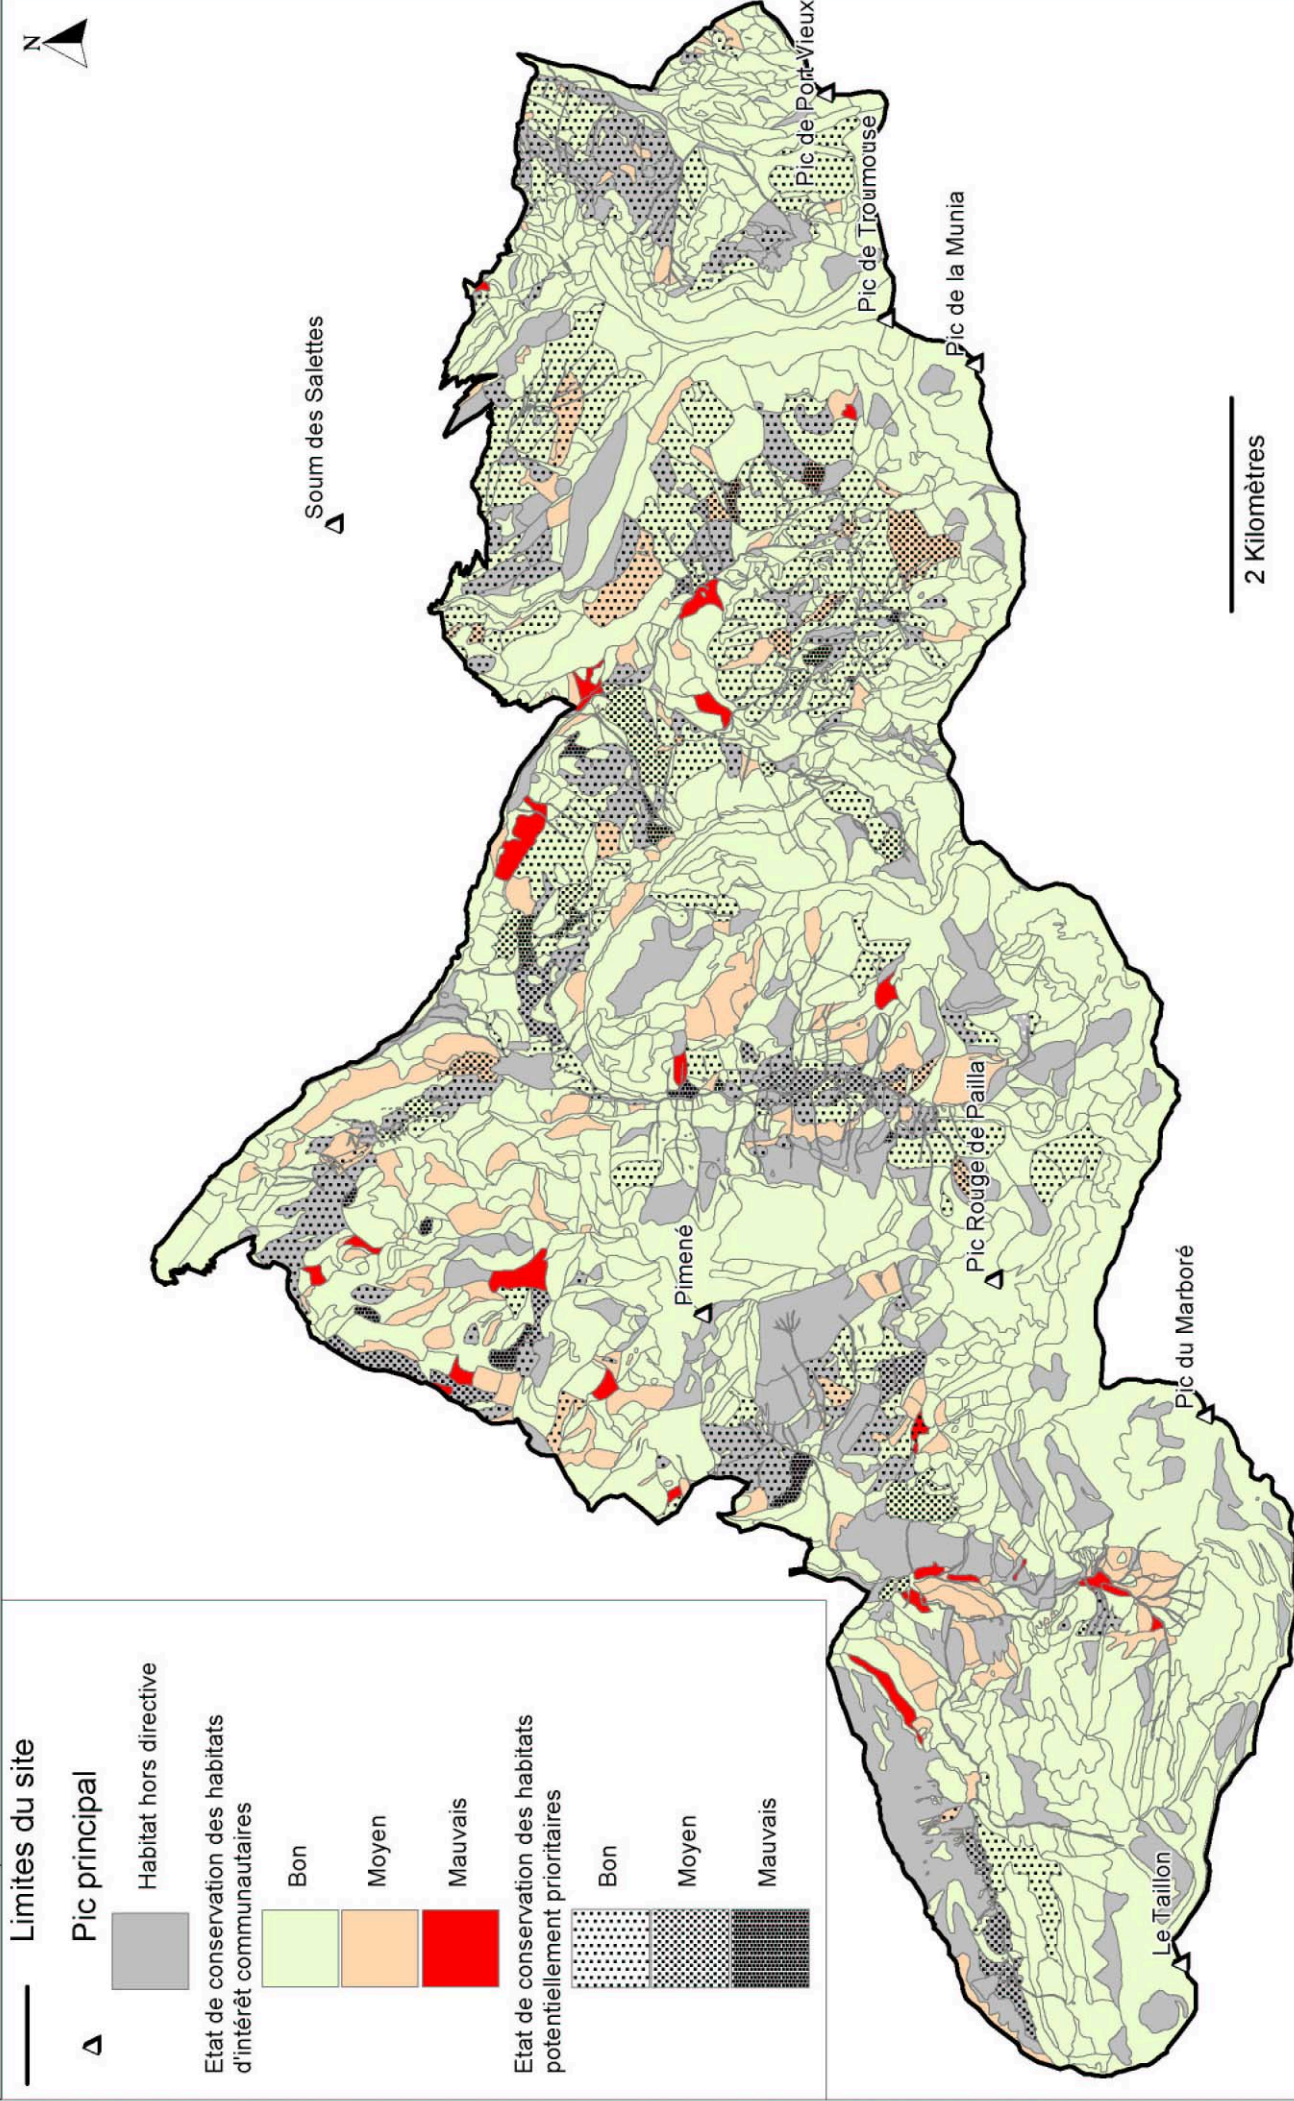 Limites du site
Pic principal
Habitat hors directive
Etat de conservation des habitats
d'intérêt communautaires
Bon
Moyen
Mauvais
Etat de conservation des habitats
potentiellement prioritaires
Bon
Moyen
Mauvais
N
Soum des Salettes
Pic de Port Vieux
Pic de Troumouse
Pic de la Munia
Pimené
Pic Rouge de Pailla
Pic du Marboré
Le Taillon
2 Kilomètres